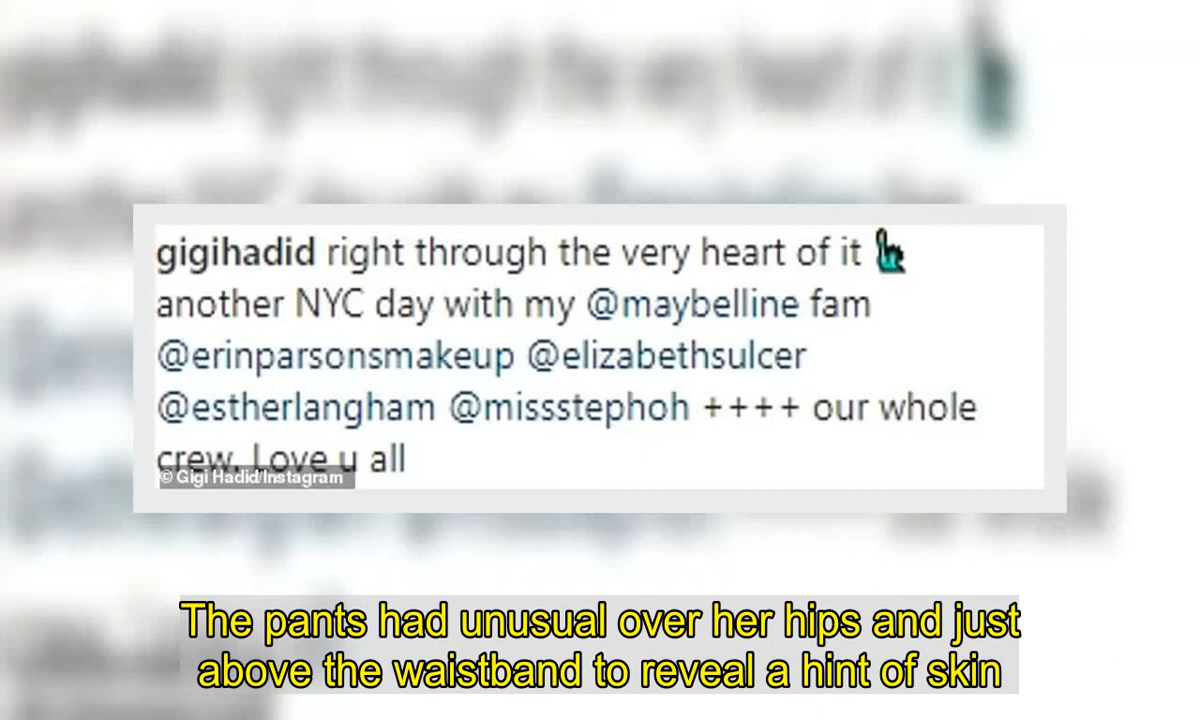 gigihadid right through the very heart of it
another NYC day with my @maybelline fam
@erinparsonsmakeup @elizabethsulcer
@estherlangham @missstephoh ++++ our whole
crew. Love u all
© Gigi Hadid/Instagram
The pants had unusual over her hips and just
above the waistband to reveal a hint of skin